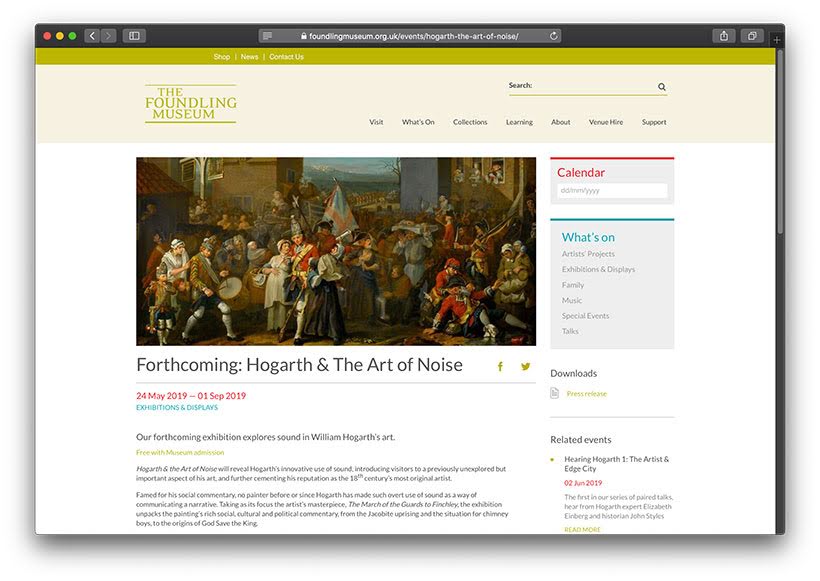 foundlingmuseum.org.uk/events/hogarth-the-art-of-noise/
Shop | News | Contact Us
THE
FOUNDLING
MUSEUM
Search:
Visit What's On Collections Learning About Venue Hire Support
Calendar
dd/mm/yyyy
What's on
Artists' Projects
Exhibitions & Displays
Family
Music
Special Events
Talks
Forthcoming: Hogarth & The Art of Noise
24 May 2019 — 01 Sep 2019
EXHIBITIONS & DISPLAYS
Our forthcoming exhibition explores sound in William Hogarth's art.
Free with Museum admission
Hogarth & the Art of Noise will reveal Hogarth's innovative use of sound, introducing visitors to a previously unexplored but
important aspect of his art, and further cementing his reputation as the 18th century's most original artist.
Famed for his social commentary, no painter before or since Hogarth has made such overt use of sound as a way of
communicating a narrative. Taking as its focus the artist's masterpiece, The March of the Guards to Finchley, the exhibition
unpacks the painting's rich social, cultural and political commentary, from the Jacobite uprising and the situation for chimney
boys, to the origins of God Save the King.
Downloads
Press release
Related events
Hearing Hogarth 1: The Artist &
Edge City
02 Jun 2019
The first in our series of paired talks,
hear from Hogarth expert Elizabeth
Einberg and historian John Styles
READ MORE